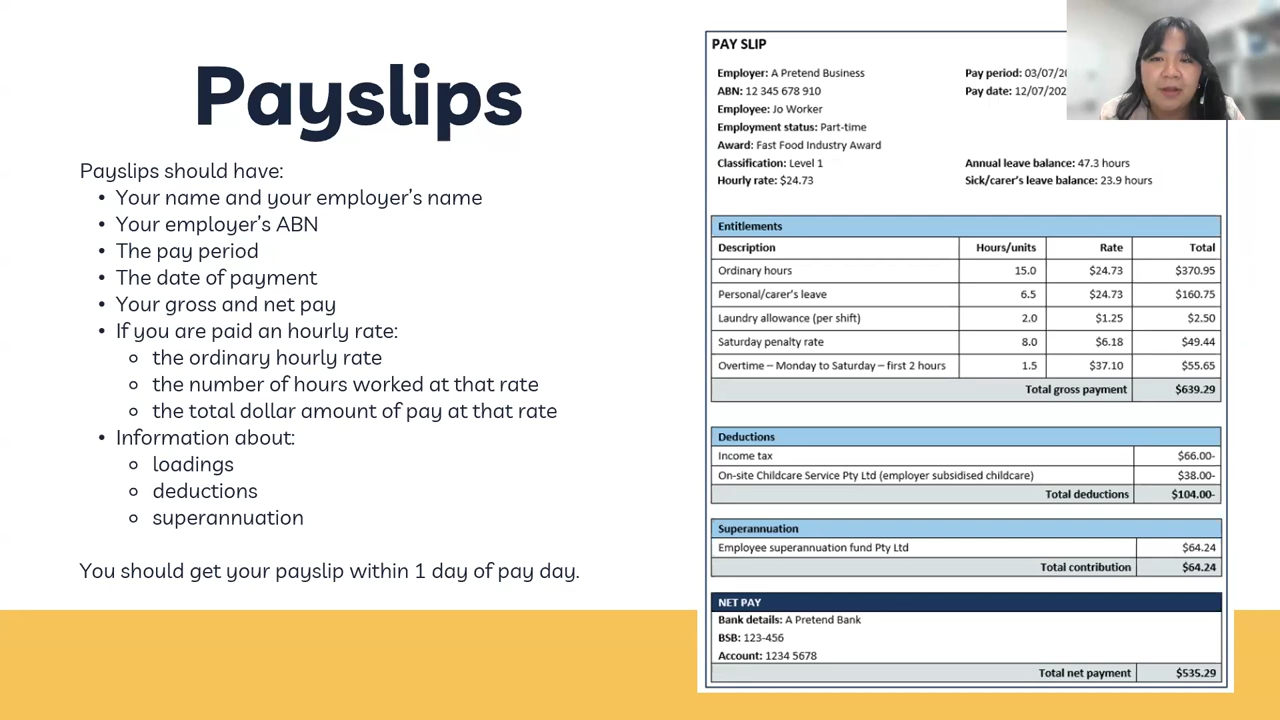 Payslips
Payslips should have:
• Your name and your employer's name
• Your employer's ABN
• The pay period
• The date of payment
• Your gross and net pay
• If you are paid an hourly rate:
○ the ordinary hourly rate
○ the number of hours worked at that rate
○ the total dollar amount of pay at that rate
• Information about:
○ loadings
○ deductions
○ superannuation
You should get your payslip within 1 day of pay day.
PAY SLIP
Employer: A Pretend Business
Pay period: 03/07/20
ABN: 12 345 678 910
Pay date: 12/07/202
Employee: Jo Worker
Employment status: Part-time
Award: Fast Food Industry Award
Classification: Level 1
Annual leave balance: 47.3 hours
Hourly rate: $24.73
Sick/carer's leave balance: 23.9 hours
Entitlements
Description Hours/units Rate Total
Ordinary hours 15.0 $24.73 $370.95
Personal/carer's leave 6.5 $24.73 $160.75
Laundry allowance (per shift) 2.0 $1.25 $2.50
Saturday penalty rate 8.0 $6.18 $49.44
Overtime – Monday to Saturday – first 2 hours 1.5 $37.10 $55.65
Total gross payment $639.29
Deductions
Income tax $66.00-
On-site Childcare Service Pty Ltd (employer subsidised childcare) $38.00-
Total deductions $104.00-
Superannuation
Employee superannuation fund Pty Ltd $64.24
Total contribution $64.24
NET PAY
Bank details: A Pretend Bank
BSB: 123-456
Account: 1234 5678
Total net payment $535.29